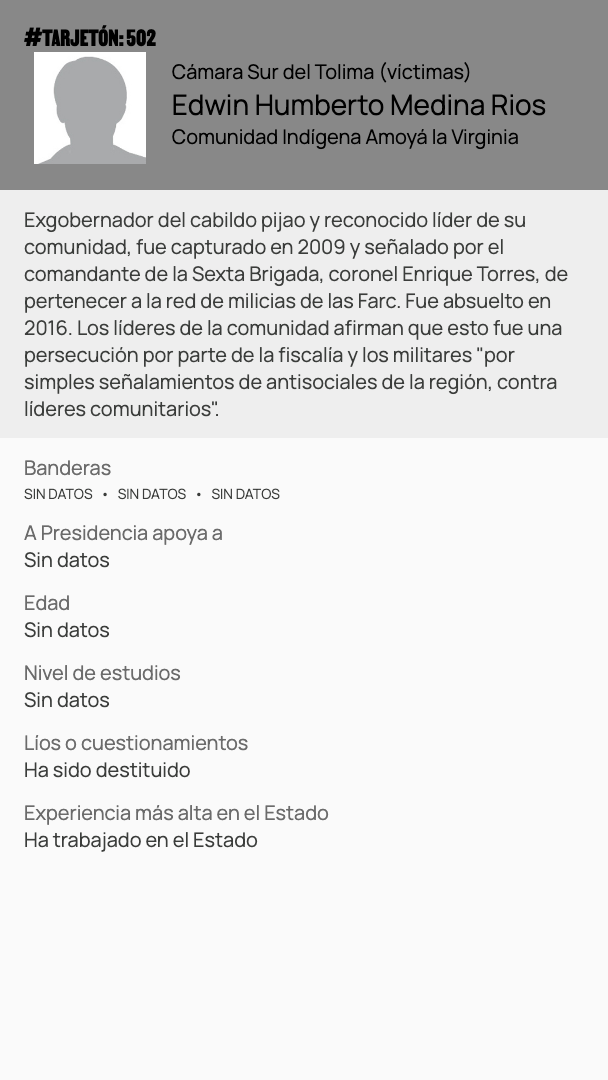 #TARJETÓN: 502
Cámara Sur del Tolima (víctimas)
Edwin Humberto Medina Rios
Comunidad Indígena Amoyá la Virginia
Exgobernador del cabildo pijao y reconocido líder de su
comunidad, fue capturado en 2009 y señalado por el
comandante de la Sexta Brigada, coronel Enrique Torres, de
pertenecer a la red de milicias de las Farc. Fue absuelto en
2016. Los líderes de la comunidad afirman que esto fue una
persecución por parte de la fiscalía y los militares "por
simples señalamientos de antisociales de la región, contra
líderes comunitarios".
Banderas
SIN DATOS • SIN DATOS • SIN DATOS
A Presidencia apoya a
Sin datos
Edad
Sin datos
Nivel de estudios
Sin datos
Líos o cuestionamientos
Ha sido destituido
Experiencia más alta en el Estado
Ha trabajado en el Estado